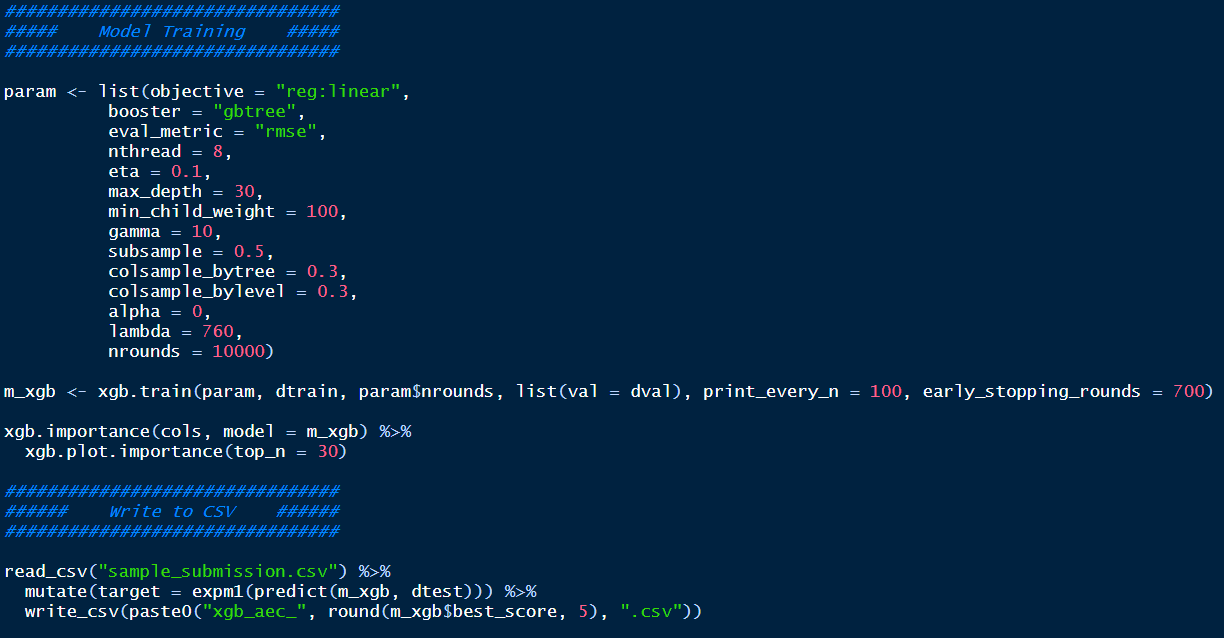 ################################
#####    Model Training    #####
################################

param <- list(objective = "reg:linear",
          booster = "gbtree",
          eval_metric = "rmse",
          nthread = 8,
          eta = 0.1,
          max_depth = 30,
          min_child_weight = 100,
          gamma = 10,
          subsample = 0.5,
          colsample_bytree = 0.3,
          colsample_bylevel = 0.3,
          alpha = 0,
          lambda = 760,
          nrounds = 10000)

m_xgb <- xgb.train(param, dtrain, param$nrounds, list(val = dval), print_every_n = 100, early_stopping_rounds = 700)

xgb.importance(cols, model = m_xgb) %>%
  xgb.plot.importance(top_n = 30)

################################
######    Write to CSV    ######
################################

read_csv("sample_submission.csv") %>%
  mutate(target = expm1(predict(m_xgb, dtest))) %>%
  write_csv(paste0("xgb_aec_", round(m_xgb$best_score, 5), ".csv"))